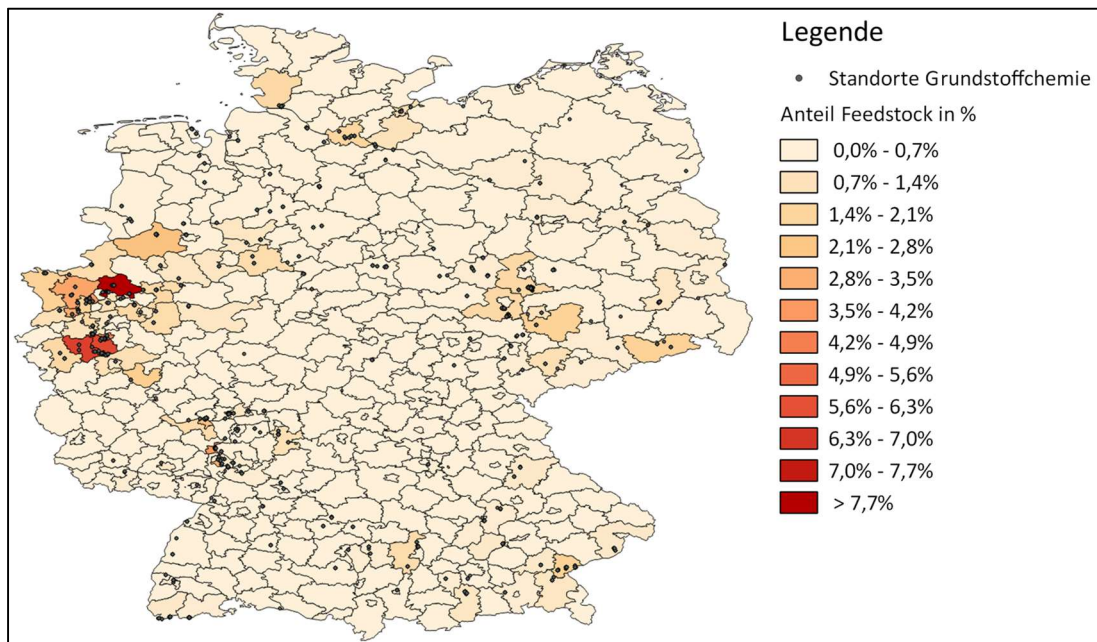 Legende
Standorte Grundstoffchemie
Anteil Feedstock in %
0,0% - 0,7%
0,7% - 1,4%
1,4% - 2,1%
2,1% - 2,8%
2,8% - 3,5%
3,5% - 4,2%
4,2% - 4,9%
4,9% - 5,6%
5,6% - 6,3%
6,3% - 7,0%
7,0% - 7,7%
> 7,7%